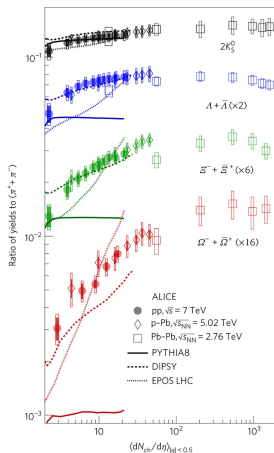 10⁻¹
10⁻²
10⁻³
Ratio of yields to (π⁺+ π⁻)
2K⁰S
Λ + Λ̄ (×2)
Ξ⁻ + Ξ̄⁺ (×6)
Ω⁻ + Ω̄⁺ (×16)
ALICE
pp, √s = 7 TeV
p–Pb, √sNN = 5.02 TeV
Pb–Pb, √sNN = 2.76 TeV
PYTHIA8
DIPSY
EPOS LHC
10 10² 10³
⟨dNch/dη⟩|η| < 0.5